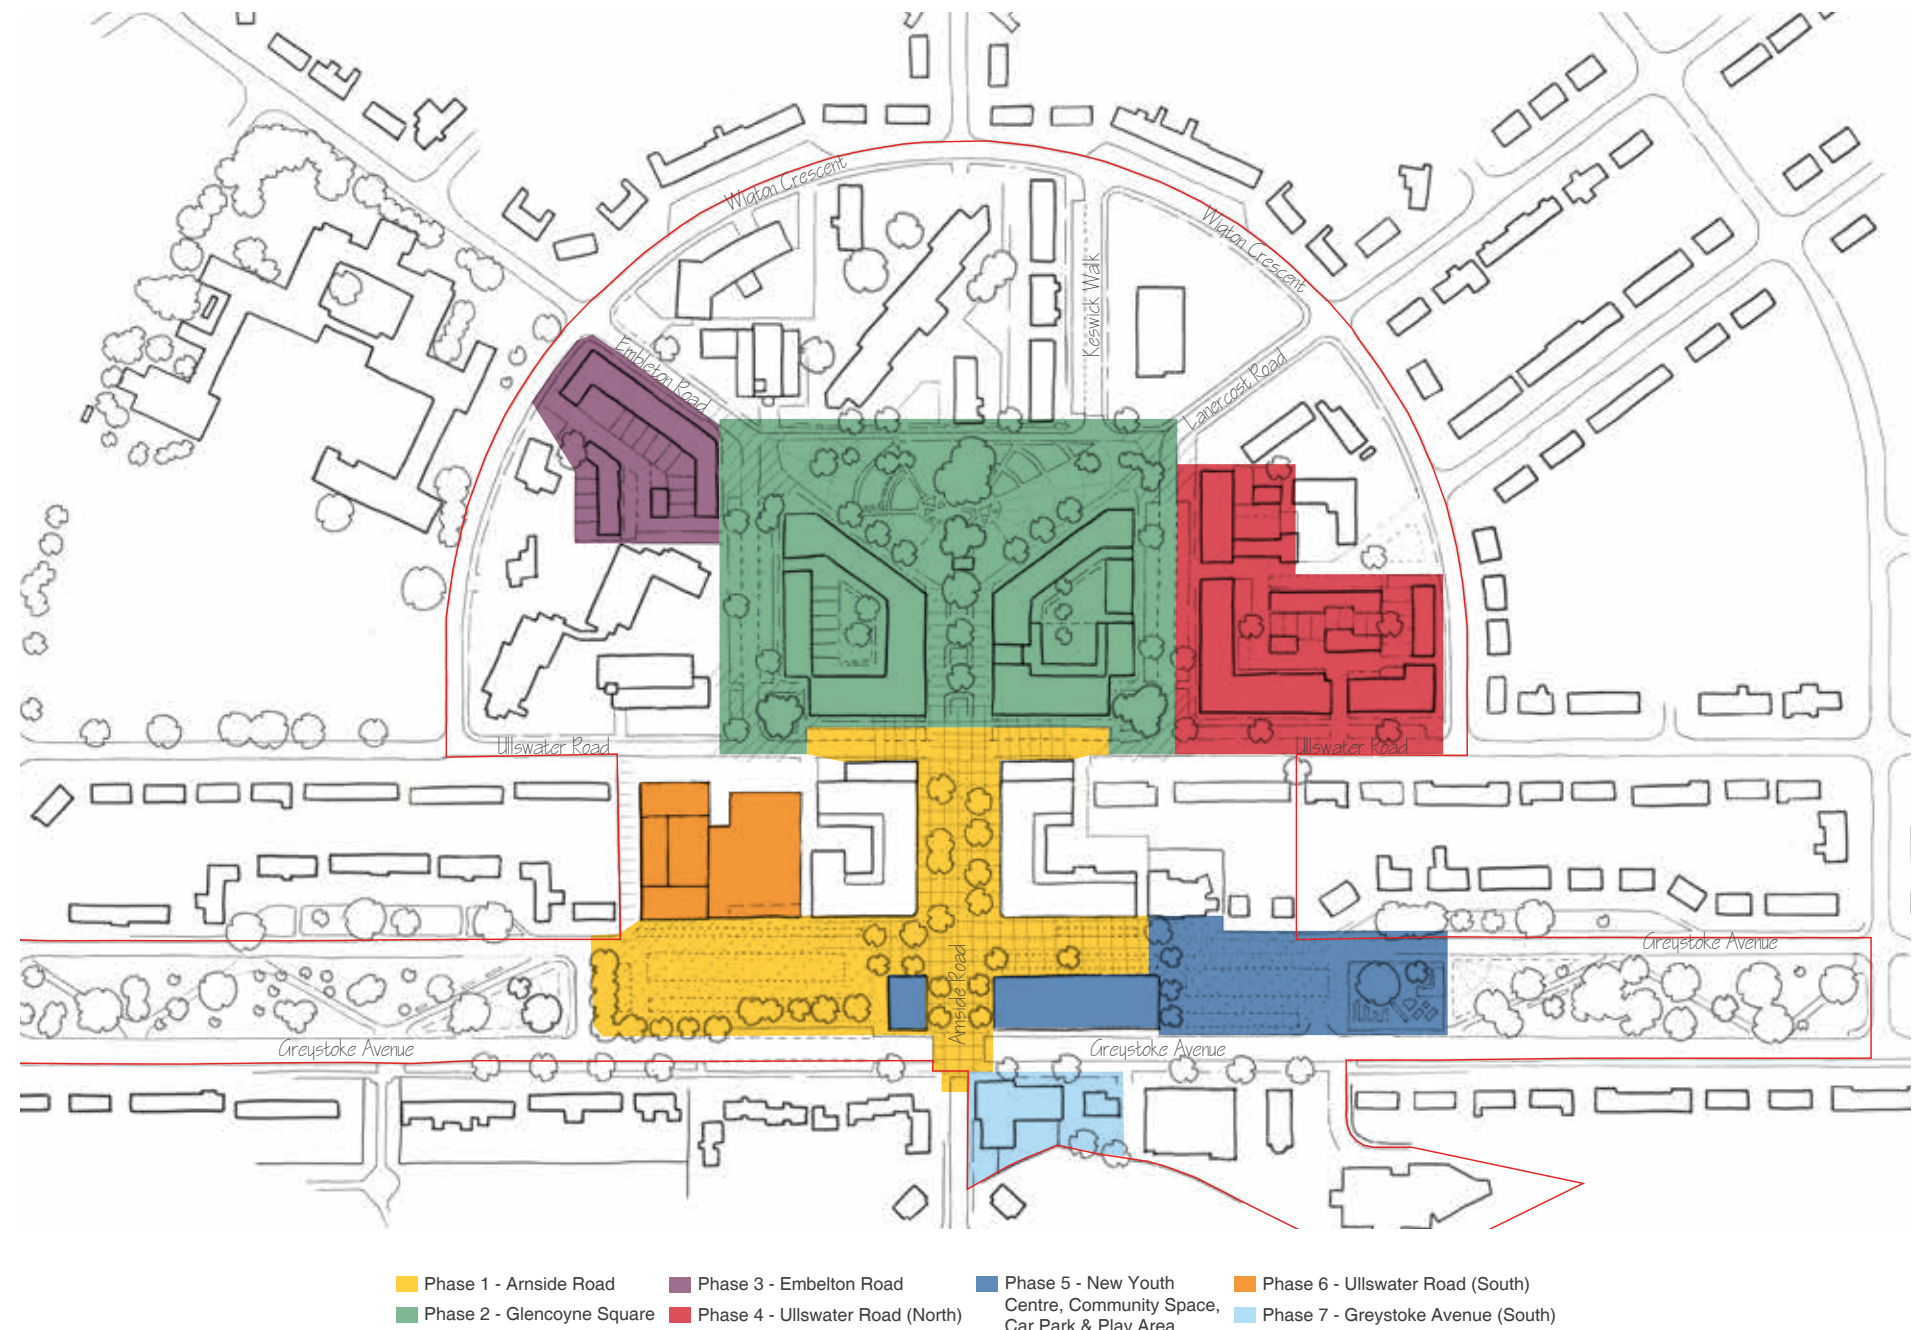 Wigton Crescent
Wigton Crescent
Keswick Walk
Embleton Road
Lanercost Road
Ullswater Road
Ullswater Road
Arnside Road
Greystoke Avenue
Greystoke Avenue
Greystoke Avenue
Phase 1 - Arnside Road
Phase 2 - Glencoyne Square
Phase 3 - Embelton Road
Phase 4 - Ullswater Road (North)
Phase 5 - New Youth
Centre, Community Space,
Car Park & Play Area
Phase 6 - Ullswater Road (South)
Phase 7 - Greystoke Avenue (South)